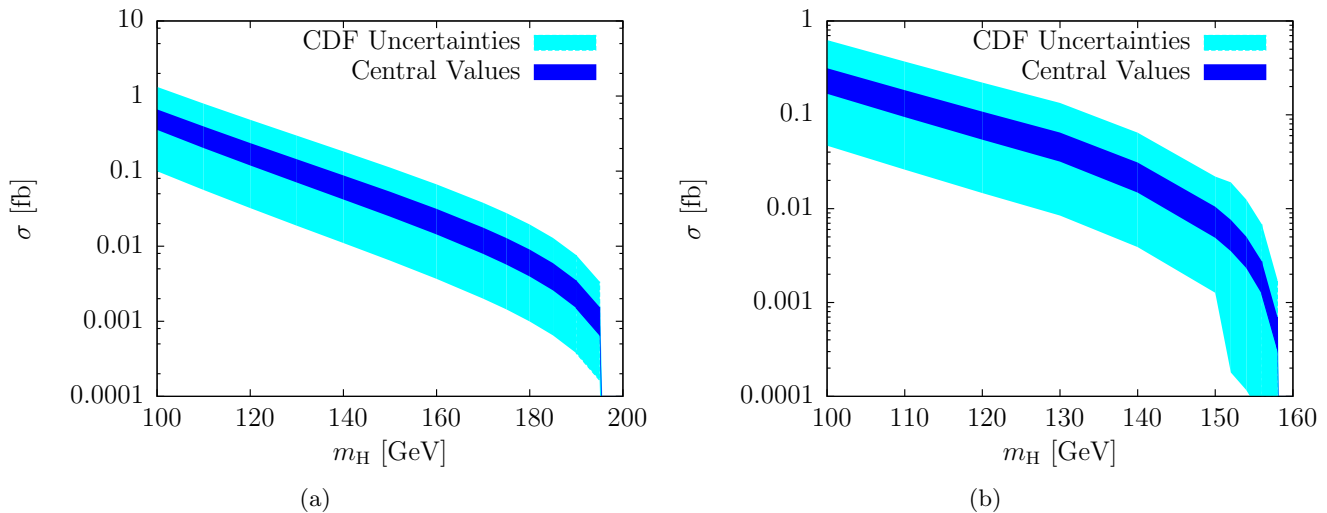 10
1
0.1
0.01
0.001
0.0001
σ [fb]
CDF Uncertainties
Central Values
100 120 140 160 180 200
m_H [GeV]
(a)
1
0.1
0.01
0.001
0.0001
σ [fb]
CDF Uncertainties
Central Values
100 110 120 130 140 150 160
m_H [GeV]
(b)